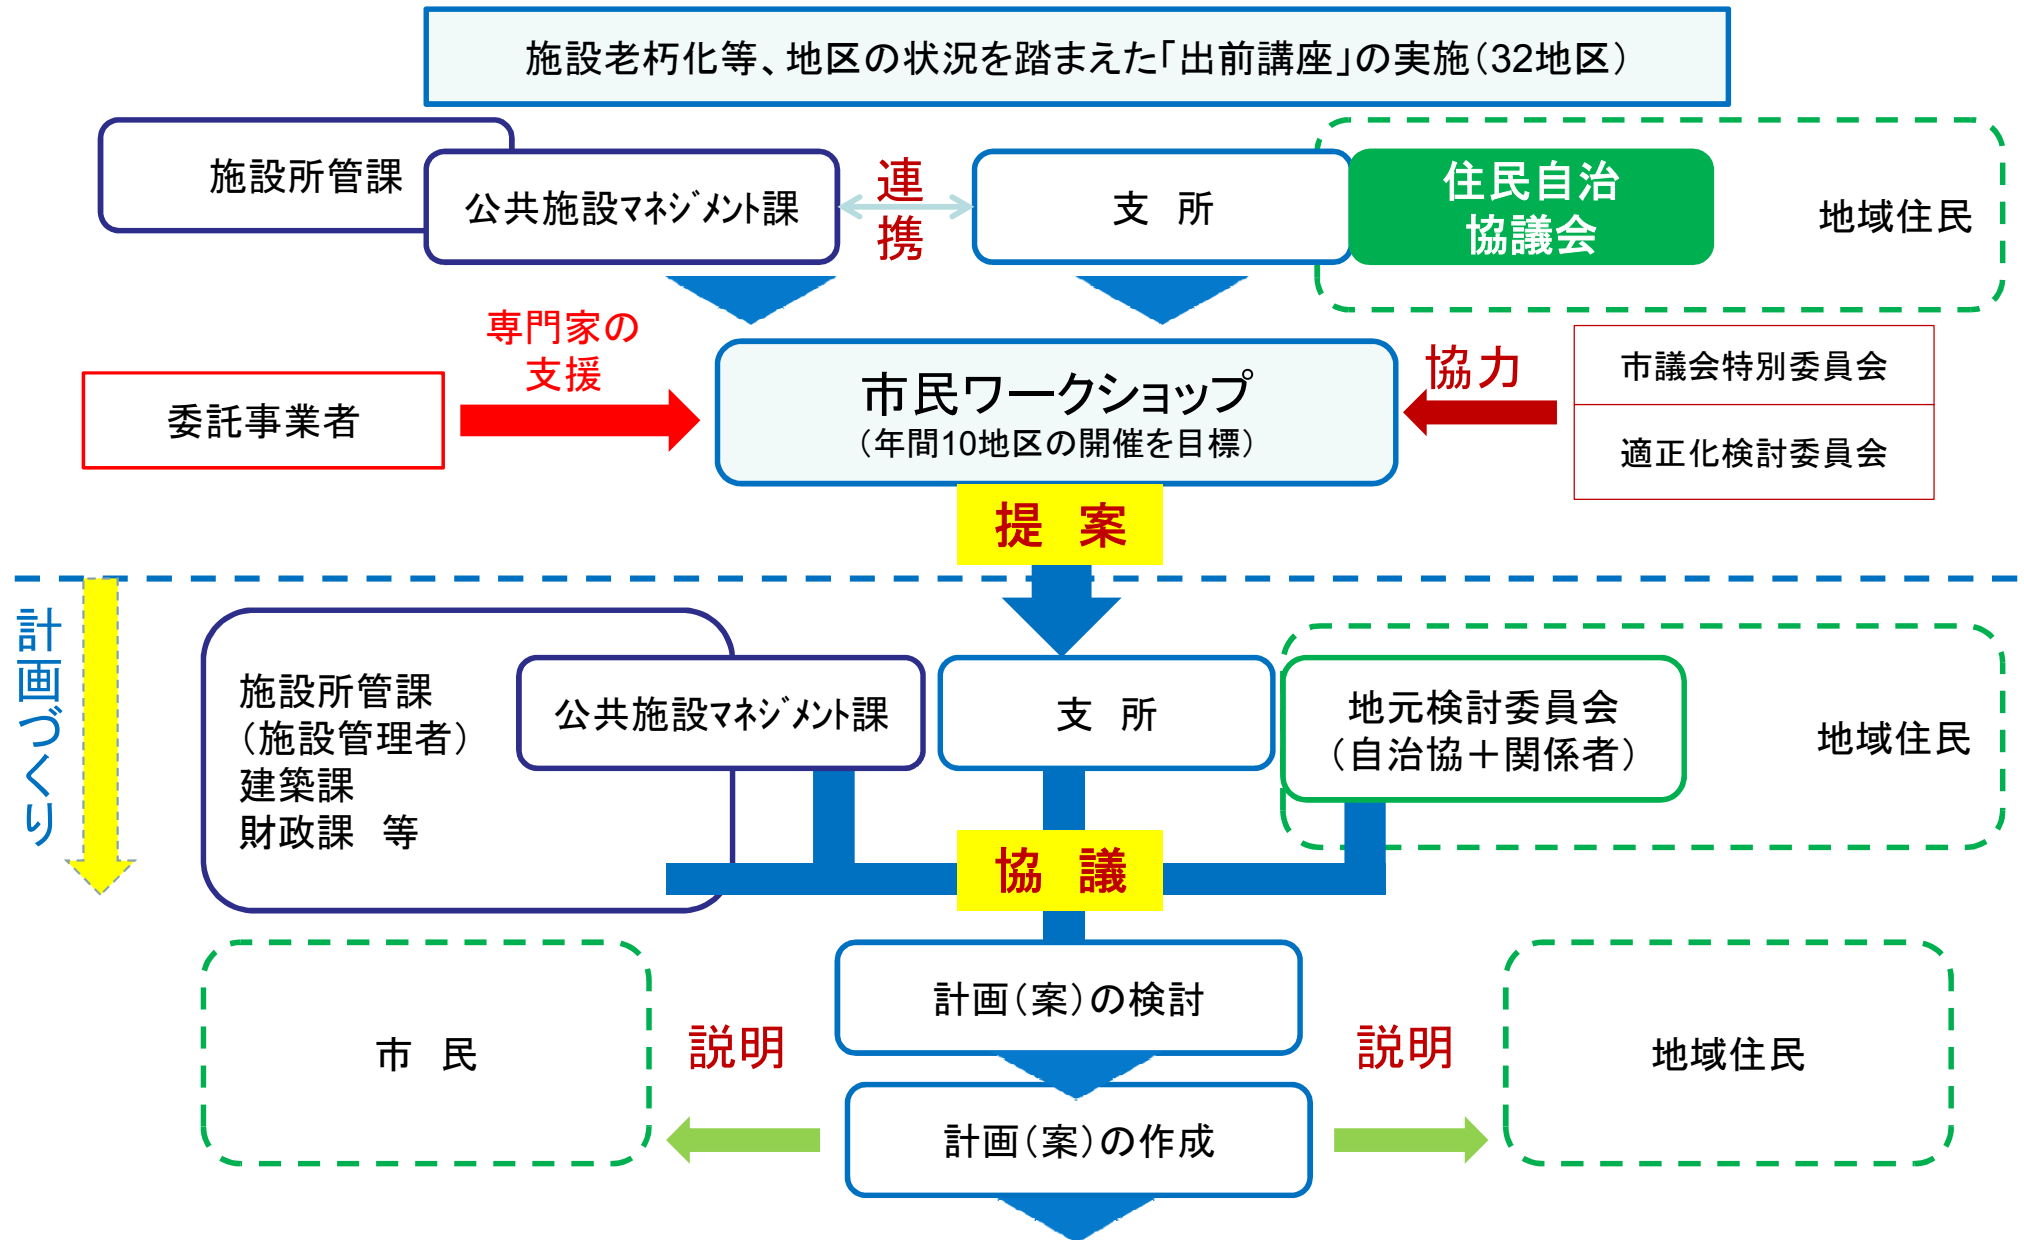 施設老朽化等、地区の状況を踏まえた｢出前講座｣の実施（32地区）
施設所管課
公共施設ﾏﾈｼﾞﾒﾝﾄ課
連
携
支　所
住民自治
協議会
地域住民
専門家の
支援
委託事業者
市民ワークショップ
（年間10地区の開催を目標）
協力
市議会特別委員会
適正化検討委員会
提　案
計画づくり
施設所管課
（施設管理者）
建築課
財政課　等
公共施設ﾏﾈｼﾞﾒﾝﾄ課
支　所
地元検討委員会
（自治協＋関係者）
地域住民
協　議
計画（案）の検討
市　民
説明
説明
地域住民
計画（案）の作成